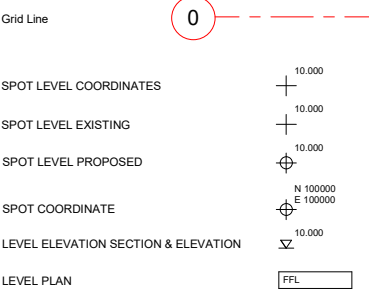 Grid Line
0
10.000
SPOT LEVEL COORDINATES
10.000
SPOT LEVEL EXISTING
10.000
SPOT LEVEL PROPOSED
N 100000
E 100000
SPOT COORDINATE
10.000
LEVEL ELEVATION SECTION & ELEVATION
LEVEL PLAN
FFL